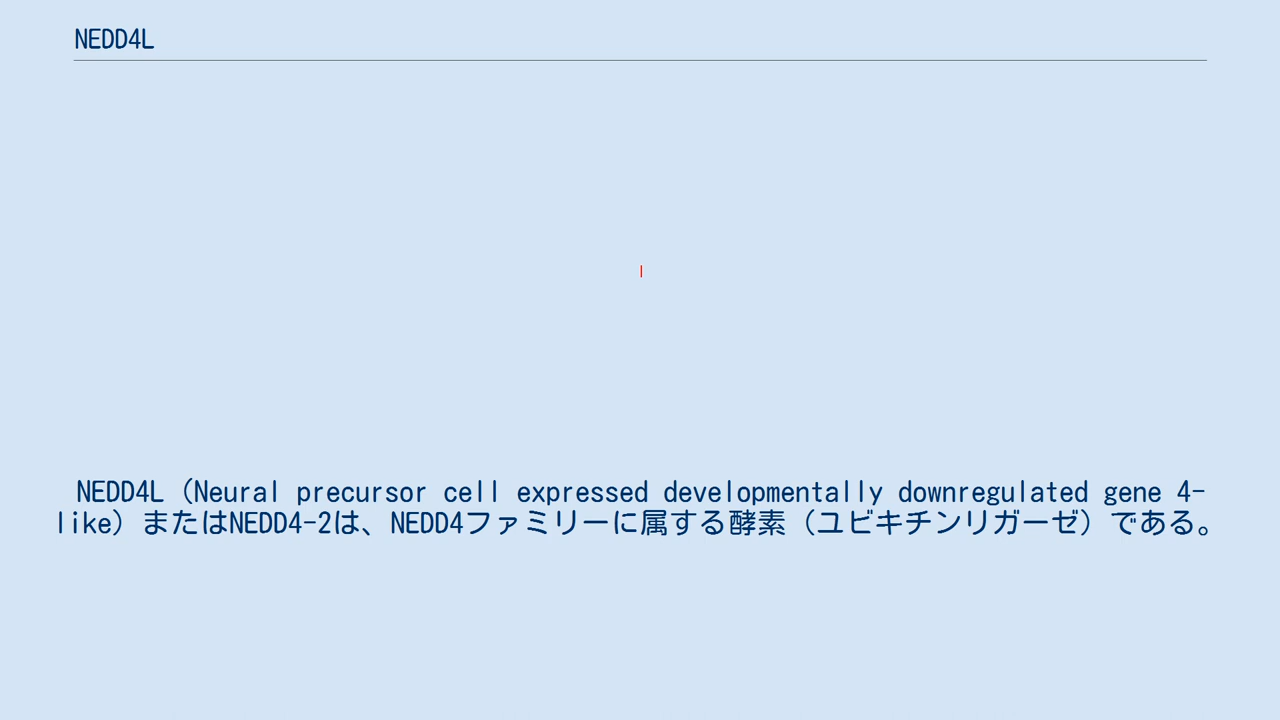 NEDD4L
NEDD4L（Neural precursor cell expressed developmentally downregulated gene 4-
like）またはNEDD4-2は、NEDD4ファミリーに属する酵素（ユビキチンリガーゼ）である。